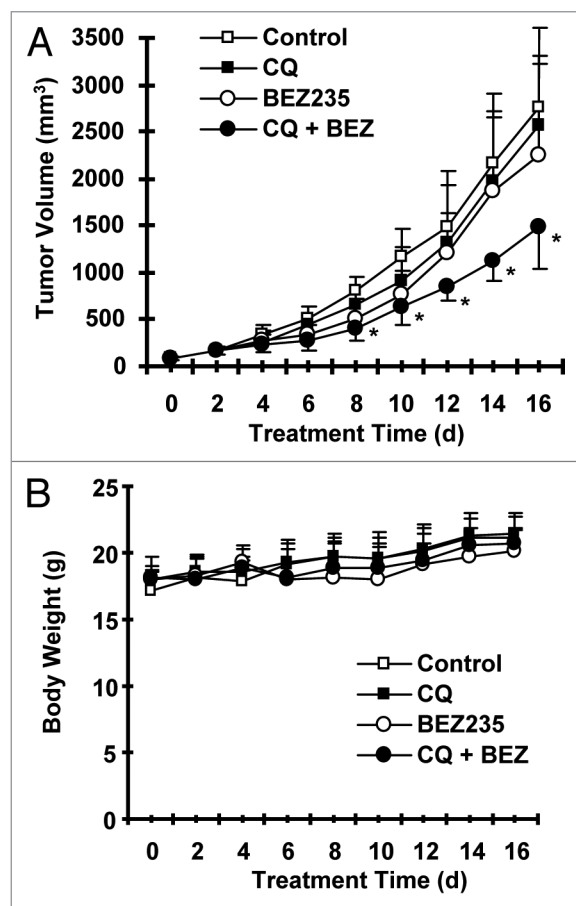 A
Tumor Volume (mm³)
3500
3000
2500
2000
1500
1000
500
0
Control
CQ
BEZ235
CQ + BEZ
* * * * *
0 2 4 6 8 10 12 14 16
Treatment Time (d)
B
Body Weight (g)
25
20
15
10
5
0
Control
CQ
BEZ235
CQ + BEZ
0 2 4 6 8 10 12 14 16
Treatment Time (d)